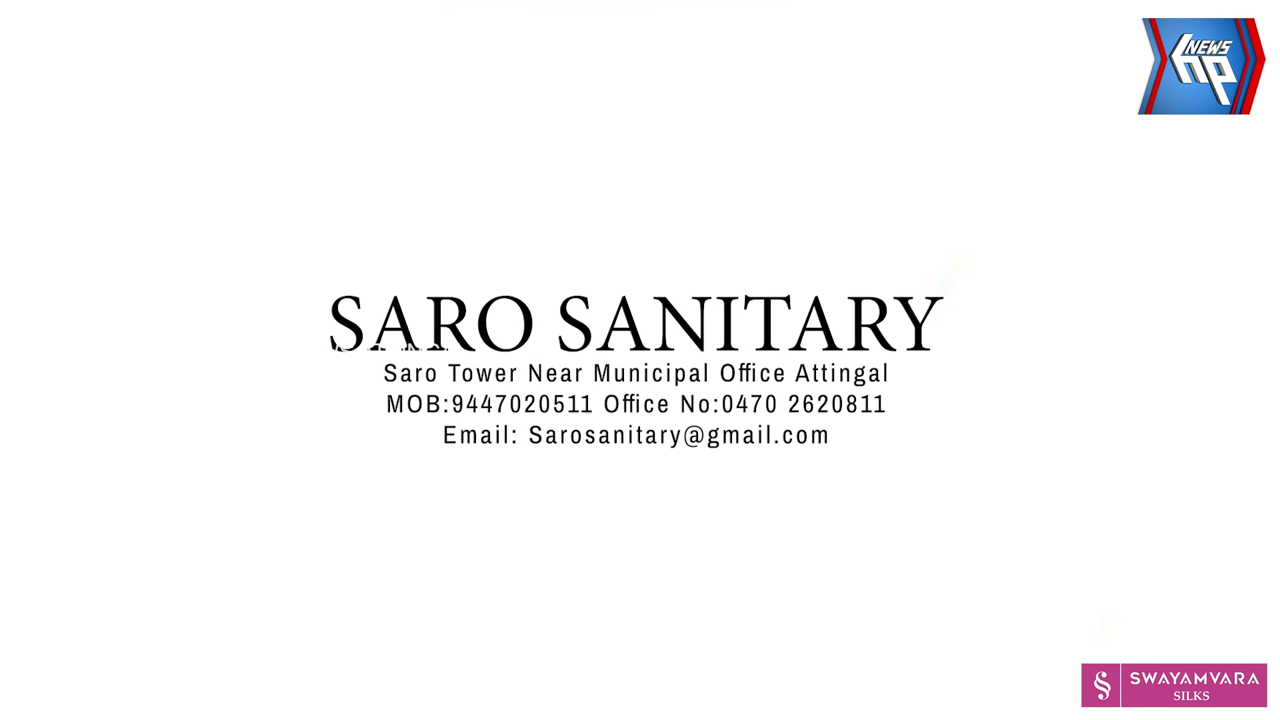 NEWS
hp
SARO SANITARY
Saro Tower Near Municipal Office Attingal
MOB:9447020511 Office No:0470 2620811
Email: Sarosanitary@gmail.com
SWAYAMVARA
SILKS